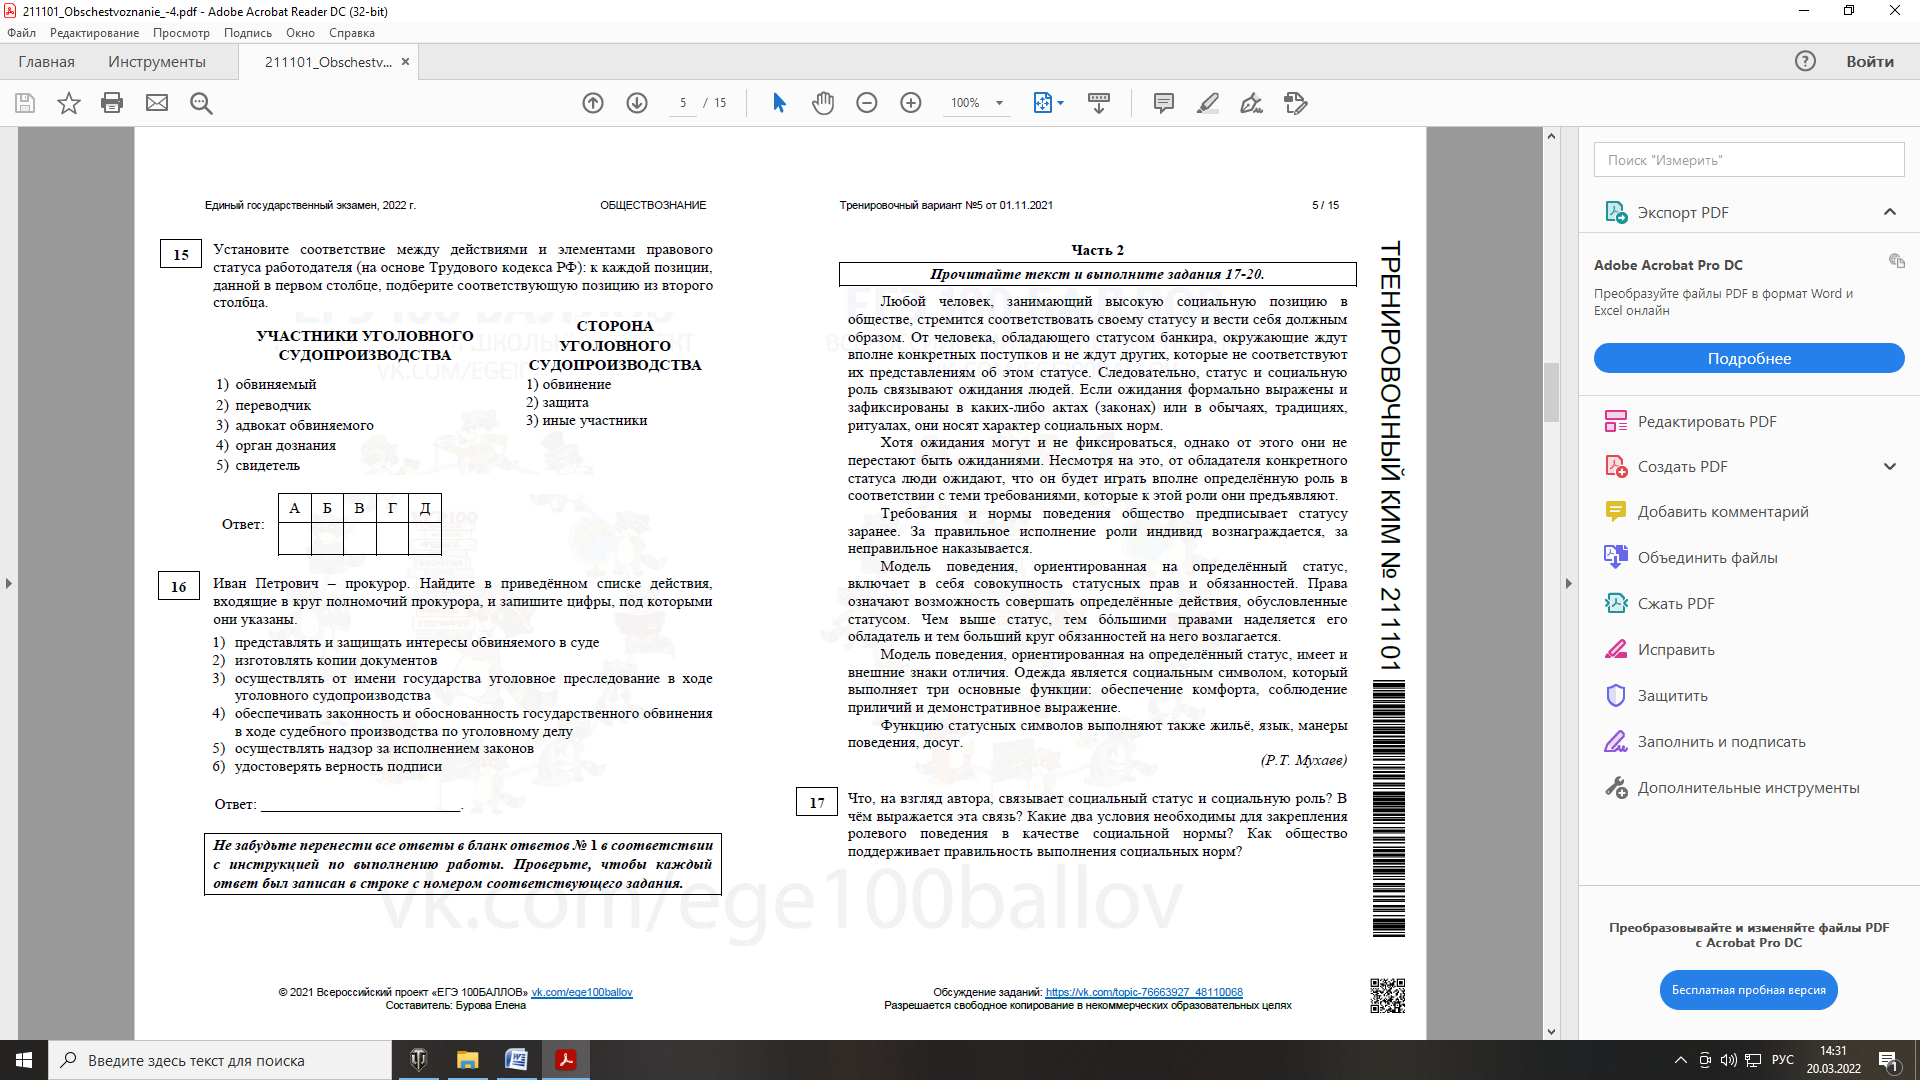 211101_Obschestvoznanie_-4.pdf - Adobe Acrobat Reader DC (32-bit)
Файл Редактирование Просмотр Подпись Окно Справка
Главная Инструменты 211101_Obschestv... × Войти
5 / 15 100%
Единый государственный экзамен, 2022 г. ОБЩЕСТВОЗНАНИЕ
15 Установите соответствие между действиями и элементами правового
статуса работодателя (на основе Трудового кодекса РФ): к каждой позиции,
данной в первом столбце, подберите соответствующую позицию из второго
столбца.
УЧАСТНИКИ УГОЛОВНОГО
СУДОПРОИЗВОДСТВА
1) обвиняемый
2) переводчик
3) адвокат обвиняемого
4) орган дознания
5) свидетель
СТОРОНА
УГОЛОВНОГО
СУДОПРОИЗВОДСТВА
1) обвинение
2) защита
3) иные участники
А Б В Г Д
Ответ:
16 Иван Петрович – прокурор. Найдите в приведённом списке действия,
входящие в круг полномочий прокурора, и запишите цифры, под которыми
они указаны.
1) представлять и защищать интересы обвиняемого в суде
2) изготовлять копии документов
3) осуществлять от имени государства уголовное преследование в ходе
уголовного судопроизводства
4) обеспечивать законность и обоснованность государственного обвинения
в ходе судебного производства по уголовному делу
5) осуществлять надзор за исполнением законов
6) удостоверять верность подписи
Ответ: ___________________________.
Не забудьте перенести все ответы в бланк ответов № 1 в соответствии
с инструкцией по выполнению работы. Проверьте, чтобы каждый
ответ был записан в строке с номером соответствующего задания.
© 2021 Всероссийский проект «ЕГЭ 100БАЛЛОВ» vk.com/ege100ballov
Составитель: Бурова Елена
Тренировочный вариант №5 от 01.11.2021 5 / 15
Часть 2
Прочитайте текст и выполните задания 17-20.
Любой человек, занимающий высокую социальную позицию в
обществе, стремится соответствовать своему статусу и вести себя должным
образом. От человека, обладающего статусом банкира, окружающие ждут
вполне конкретных поступков и не ждут других, которые не соответствуют
их представлениям об этом статусе. Следовательно, статус и социальную
роль связывают ожидания людей. Если ожидания формально выражены и
зафиксированы в каких-либо актах (законах) или в обычаях, традициях,
ритуалах, они носят характер социальных норм.
Хотя ожидания могут и не фиксироваться, однако от этого они не
перестают быть ожиданиями. Несмотря на это, от обладателя конкретного
статуса люди ожидают, что он будет играть вполне определённую роль в
соответствии с теми требованиями, которые к этой роли они предъявляют.
Требования и нормы поведения общество предписывает статусу
заранее. За правильное исполнение роли индивид вознаграждается, за
неправильное наказывается.
Модель поведения, ориентированная на определённый статус,
включает в себя совокупность статусных прав и обязанностей. Права
означают возможность совершать определённые действия, обусловленные
статусом. Чем выше статус, тем бо́льшими правами наделяется его
обладатель и тем больший круг обязанностей на него возлагается.
Модель поведения, ориентированная на определённый статус, имеет и
внешние знаки отличия. Одежда является социальным символом, который
выполняет три основные функции: обеспечение комфорта, соблюдение
приличий и демонстративное выражение.
Функцию статусных символов выполняют также жильё, язык, манеры
поведения, досуг.
(Р.Т. Мухаев)
17 Что, на взгляд автора, связывает социальный статус и социальную роль? В
чём выражается эта связь? Какие два условия необходимы для закрепления
ролевого поведения в качестве социальной нормы? Как общество
поддерживает правильность выполнения социальных норм?
vk.com/ege100ballov
Обсуждение заданий: https://vk.com/topic-76663927_48110068
Разрешается свободное копирование в некоммерческих образовательных целях
ТРЕНИРОВОЧНЫЙ КИМ № 211101
Поиск "Измерить"
Экспорт PDF
Adobe Acrobat Pro DC
Преобразуйте файлы PDF в формат Word и
Excel онлайн
Подробнее
Редактировать PDF
Создать PDF
Добавить комментарий
Объединить файлы
Сжать PDF
Исправить
Защитить
Заполнить и подписать
Дополнительные инструменты
Преобразовывайте и изменяйте файлы PDF
с Acrobat Pro DC
Бесплатная пробная версия
Введите здесь текст для поиска
РУС
14:31
20.03.2022
1